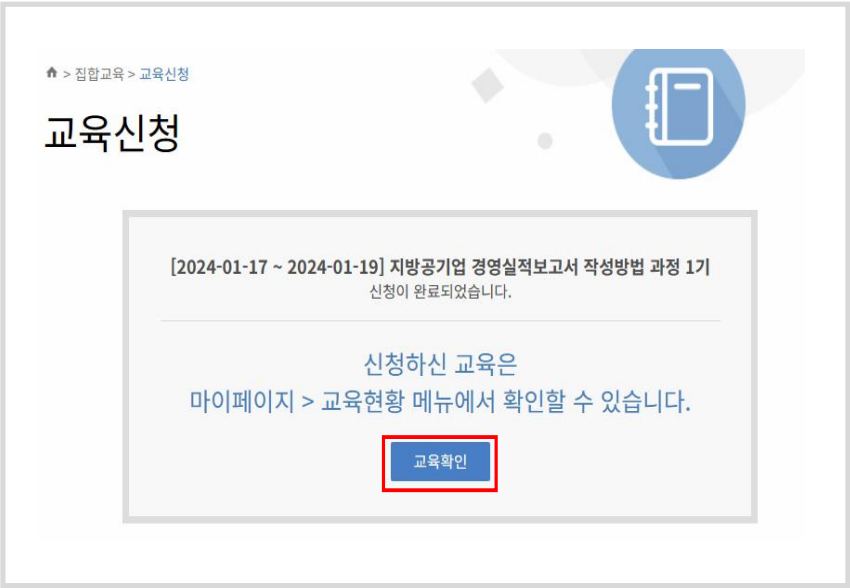 > 집합교육 > 교육신청
교육신청
[2024-01-17 ~ 2024-01-19] 지방공기업 경영실적보고서 작성방법 과정 1기
신청이 완료되었습니다.
신청하신 교육은
마이페이지 > 교육현황 메뉴에서 확인할 수 있습니다.
교육확인